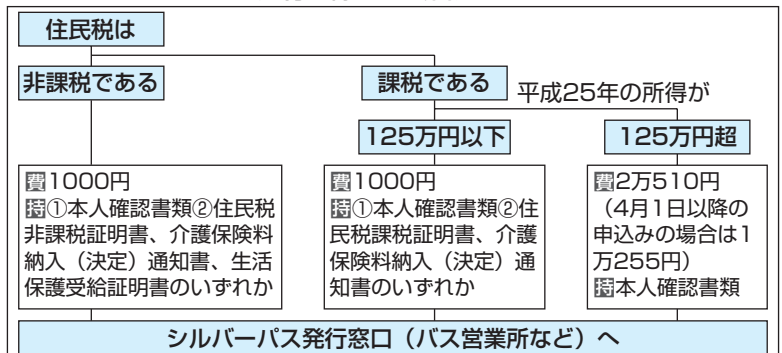 住民税は
非課税である
課税である
平成25年の所得が
125万円以下
125万円超
費1000円
持①本人確認書類②住民税
非課税証明書、介護保険料
納入（決定）通知書、生活
保護受給証明書のいずれか
費1000円
持①本人確認書類②住
民税課税証明書、介護
保険料納入（決定）通
知書のいずれか
費2万510円
（4月1日以降の
申込みの場合は1
万255円）
持本人確認書類
シルバーパス発行窓口（バス営業所など）へ